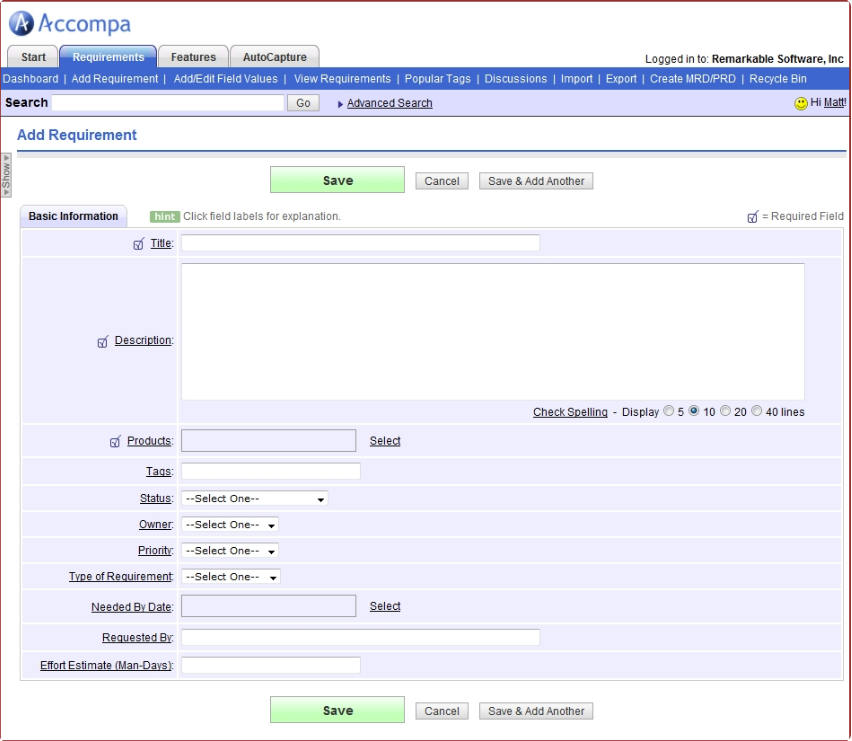 Accompa
Start Requirements Features AutoCapture Logged in to: Remarkable Software, Inc
Dashboard | Add Requirement | Add/Edit Field Values | View Requirements | Popular Tags | Discussions | Import | Export | Create MRD/PRD | Recycle Bin
Search Go Advanced Search Hi Matt!
Add Requirement
Show
Save Cancel Save & Add Another
Basic Information hint Click field labels for explanation. = Required Field
Title:
Description:
Check Spelling - Display 5 10 20 40 lines
Products: Select
Tags:
Status: --Select One--
Owner: --Select One--
Priority: --Select One--
Type of Requirement: --Select One--
Needed By Date: Select
Requested By:
Effort Estimate (Man-Days):
Save Cancel Save & Add Another